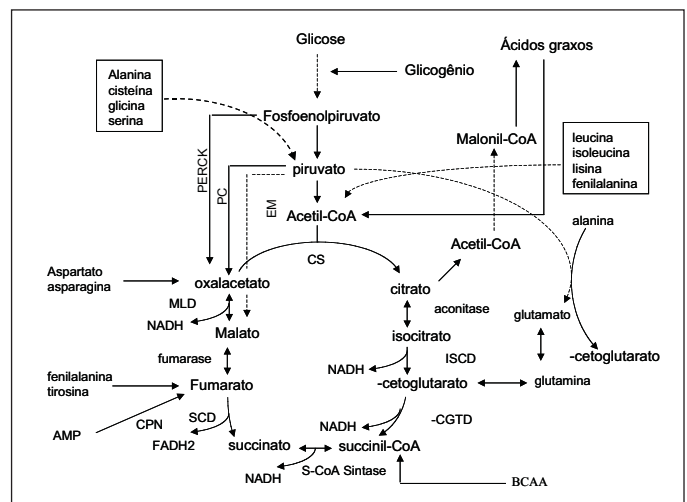 Glicose
Ácidos graxos
Glicogênio
Alanina
cisteína
glicina
serina
Fosfoenolpiruvato
Malonil-CoA
leucina
isoleucina
lisina
fenilalanina
PERCK
PC
piruvato
EM
Acetil-CoA
alanina
Acetil-CoA
CS
Aspartato
asparagina
oxalacetato
citrato
MLD
aconitase
glutamato
NADH
Malato
isocitrato
fumarase
NADH
ISCD
-cetoglutarato
fenilalanina
tirosina
Fumarato
-cetoglutarato
glutamina
AMP
CPN
SCD
FADH2
NADH
-CGTD
succinato
succinil-CoA
NADH
S-CoA Sintase
BCAA